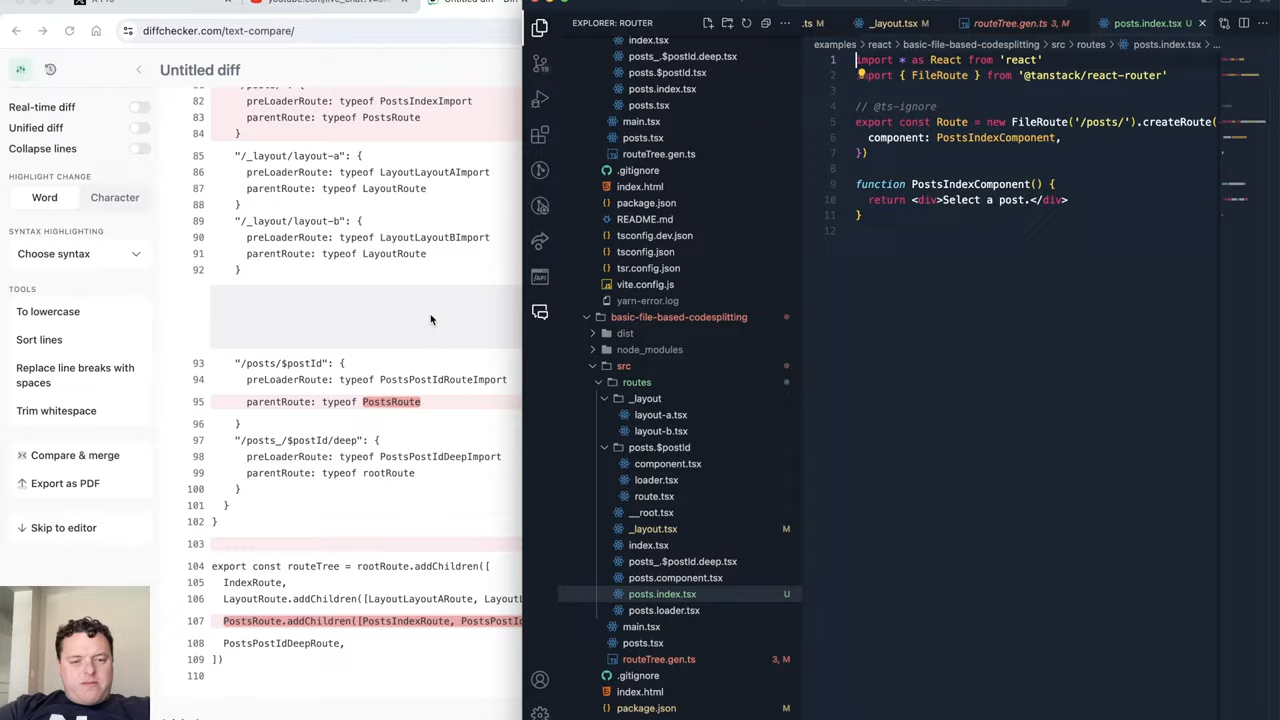 diffchecker.com/text-compare/
Untitled diff
Real-time diff
Unified diff
Collapse lines
HIGHLIGHT CHANGE
Word
Character
SYNTAX HIGHLIGHTING
Choose syntax
TOOLS
To lowercase
Sort lines
Replace line breaks with
spaces
Trim whitespace
Compare & merge
Export as PDF
Skip to editor
82 preLoaderRoute: typeof PostsIndexImport
83 parentRoute: typeof PostsRoute
84 }
85 "/_layout/layout-a": {
86 preLoaderRoute: typeof LayoutLayoutAImport
87 parentRoute: typeof LayoutRoute
88 }
89 "/_layout/layout-b": {
90 preLoaderRoute: typeof LayoutLayoutBImport
91 parentRoute: typeof LayoutRoute
92 }
93 "/posts/$postId": {
94 preLoaderRoute: typeof PostsPostIdRouteImport
95 parentRoute: typeof PostsRoute
96 }
97 "/posts_/$postId/deep": {
98 preLoaderRoute: typeof PostsPostIdDeepImport
99 parentRoute: typeof rootRoute
100 }
101 }
102 }
103
104 export const routeTree = rootRoute.addChildren([
105 IndexRoute,
106 LayoutRoute.addChildren([LayoutLayoutARoute, LayoutL
107 PostsRoute.addChildren([PostsIndexRoute, PostsPostId
108 PostsPostIdDeepRoute,
109 ])
110
EXPLORER: ROUTER
index.tsx
posts_.$postId.deep.tsx
posts.$postId.tsx
posts.index.tsx
posts.tsx
main.tsx
posts.tsx
routeTree.gen.ts
.gitignore
index.html
package.json
README.md
tsconfig.dev.json
tsconfig.json
tsr.config.json
vite.config.js
yarn-error.log
basic-file-based-codesplitting
dist
node_modules
src
routes
_layout
layout-a.tsx
layout-b.tsx
posts.$postId
component.tsx
loader.tsx
route.tsx
__root.tsx
_layout.tsx M
index.tsx
posts_.$postId.deep.tsx
posts.component.tsx
posts.index.tsx U
posts.loader.tsx
main.tsx
posts.tsx
routeTree.gen.ts 3, M
.gitignore
index.html
package.json M
.ts M
_layout.tsx M
routeTree.gen.ts 3, M
posts.index.tsx U
examples > react > basic-file-based-codesplitting > src > routes > posts.index.tsx > ...
1 import * as React from 'react'
2 import { FileRoute } from '@tanstack/react-router'
3
4 // @ts-ignore
5 export const Route = new FileRoute('/posts/').createRoute(
6 component: PostsIndexComponent,
7 })
8
9 function PostsIndexComponent() {
10 return <div>Select a post.</div>
11 }
12